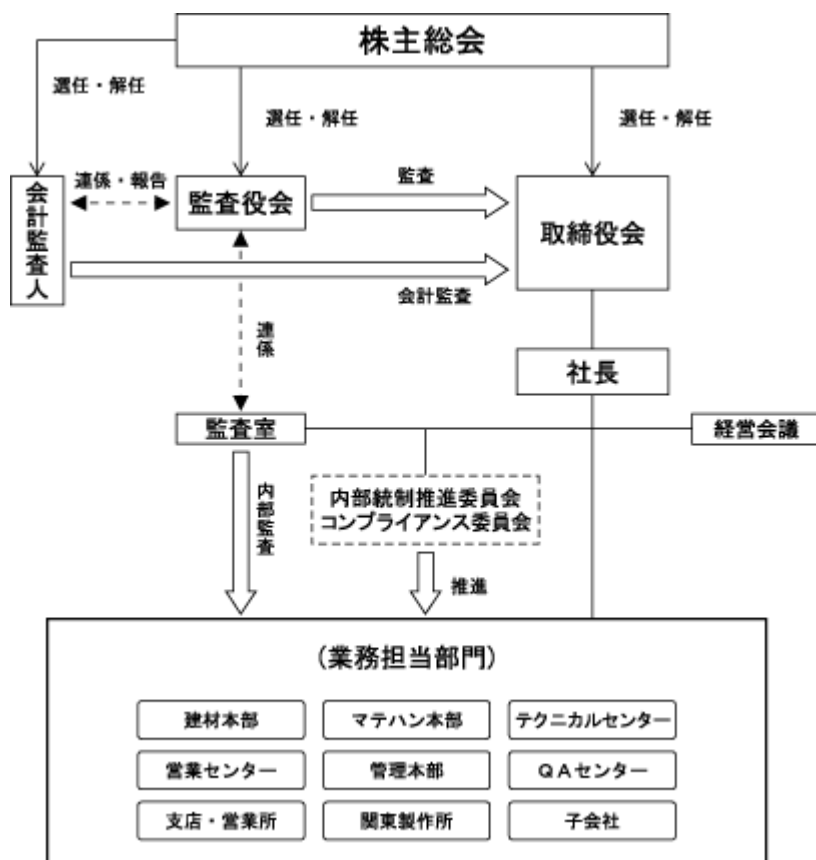 株主総会
選任・解任
選任・解任
選任・解任
会計監査人
連係・報告
監査役会
監査
取締役会
会計監査
連係
社長
監査室
経営会議
内部監査
内部統制推進委員会
コンプライアンス委員会
推進
(業務担当部門)
建材本部
マテハン本部
テクニカルセンター
営業センター
管理本部
QAセンター
支店・営業所
関東製作所
子会社